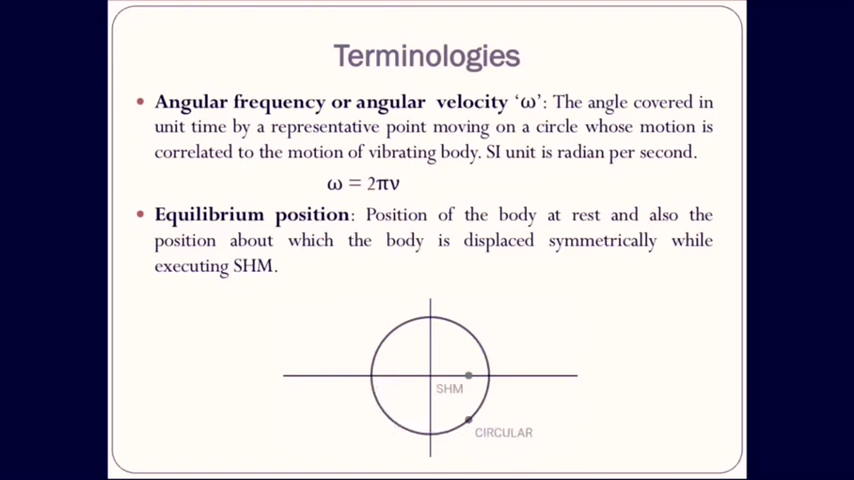 Terminologies
• Angular frequency or angular velocity ‘ω’: The angle covered in
unit time by a representative point moving on a circle whose motion is
correlated to the motion of vibrating body. SI unit is radian per second.
ω = 2πν
• Equilibrium position: Position of the body at rest and also the
position about which the body is displaced symmetrically while
executing SHM.
SHM
CIRCULAR